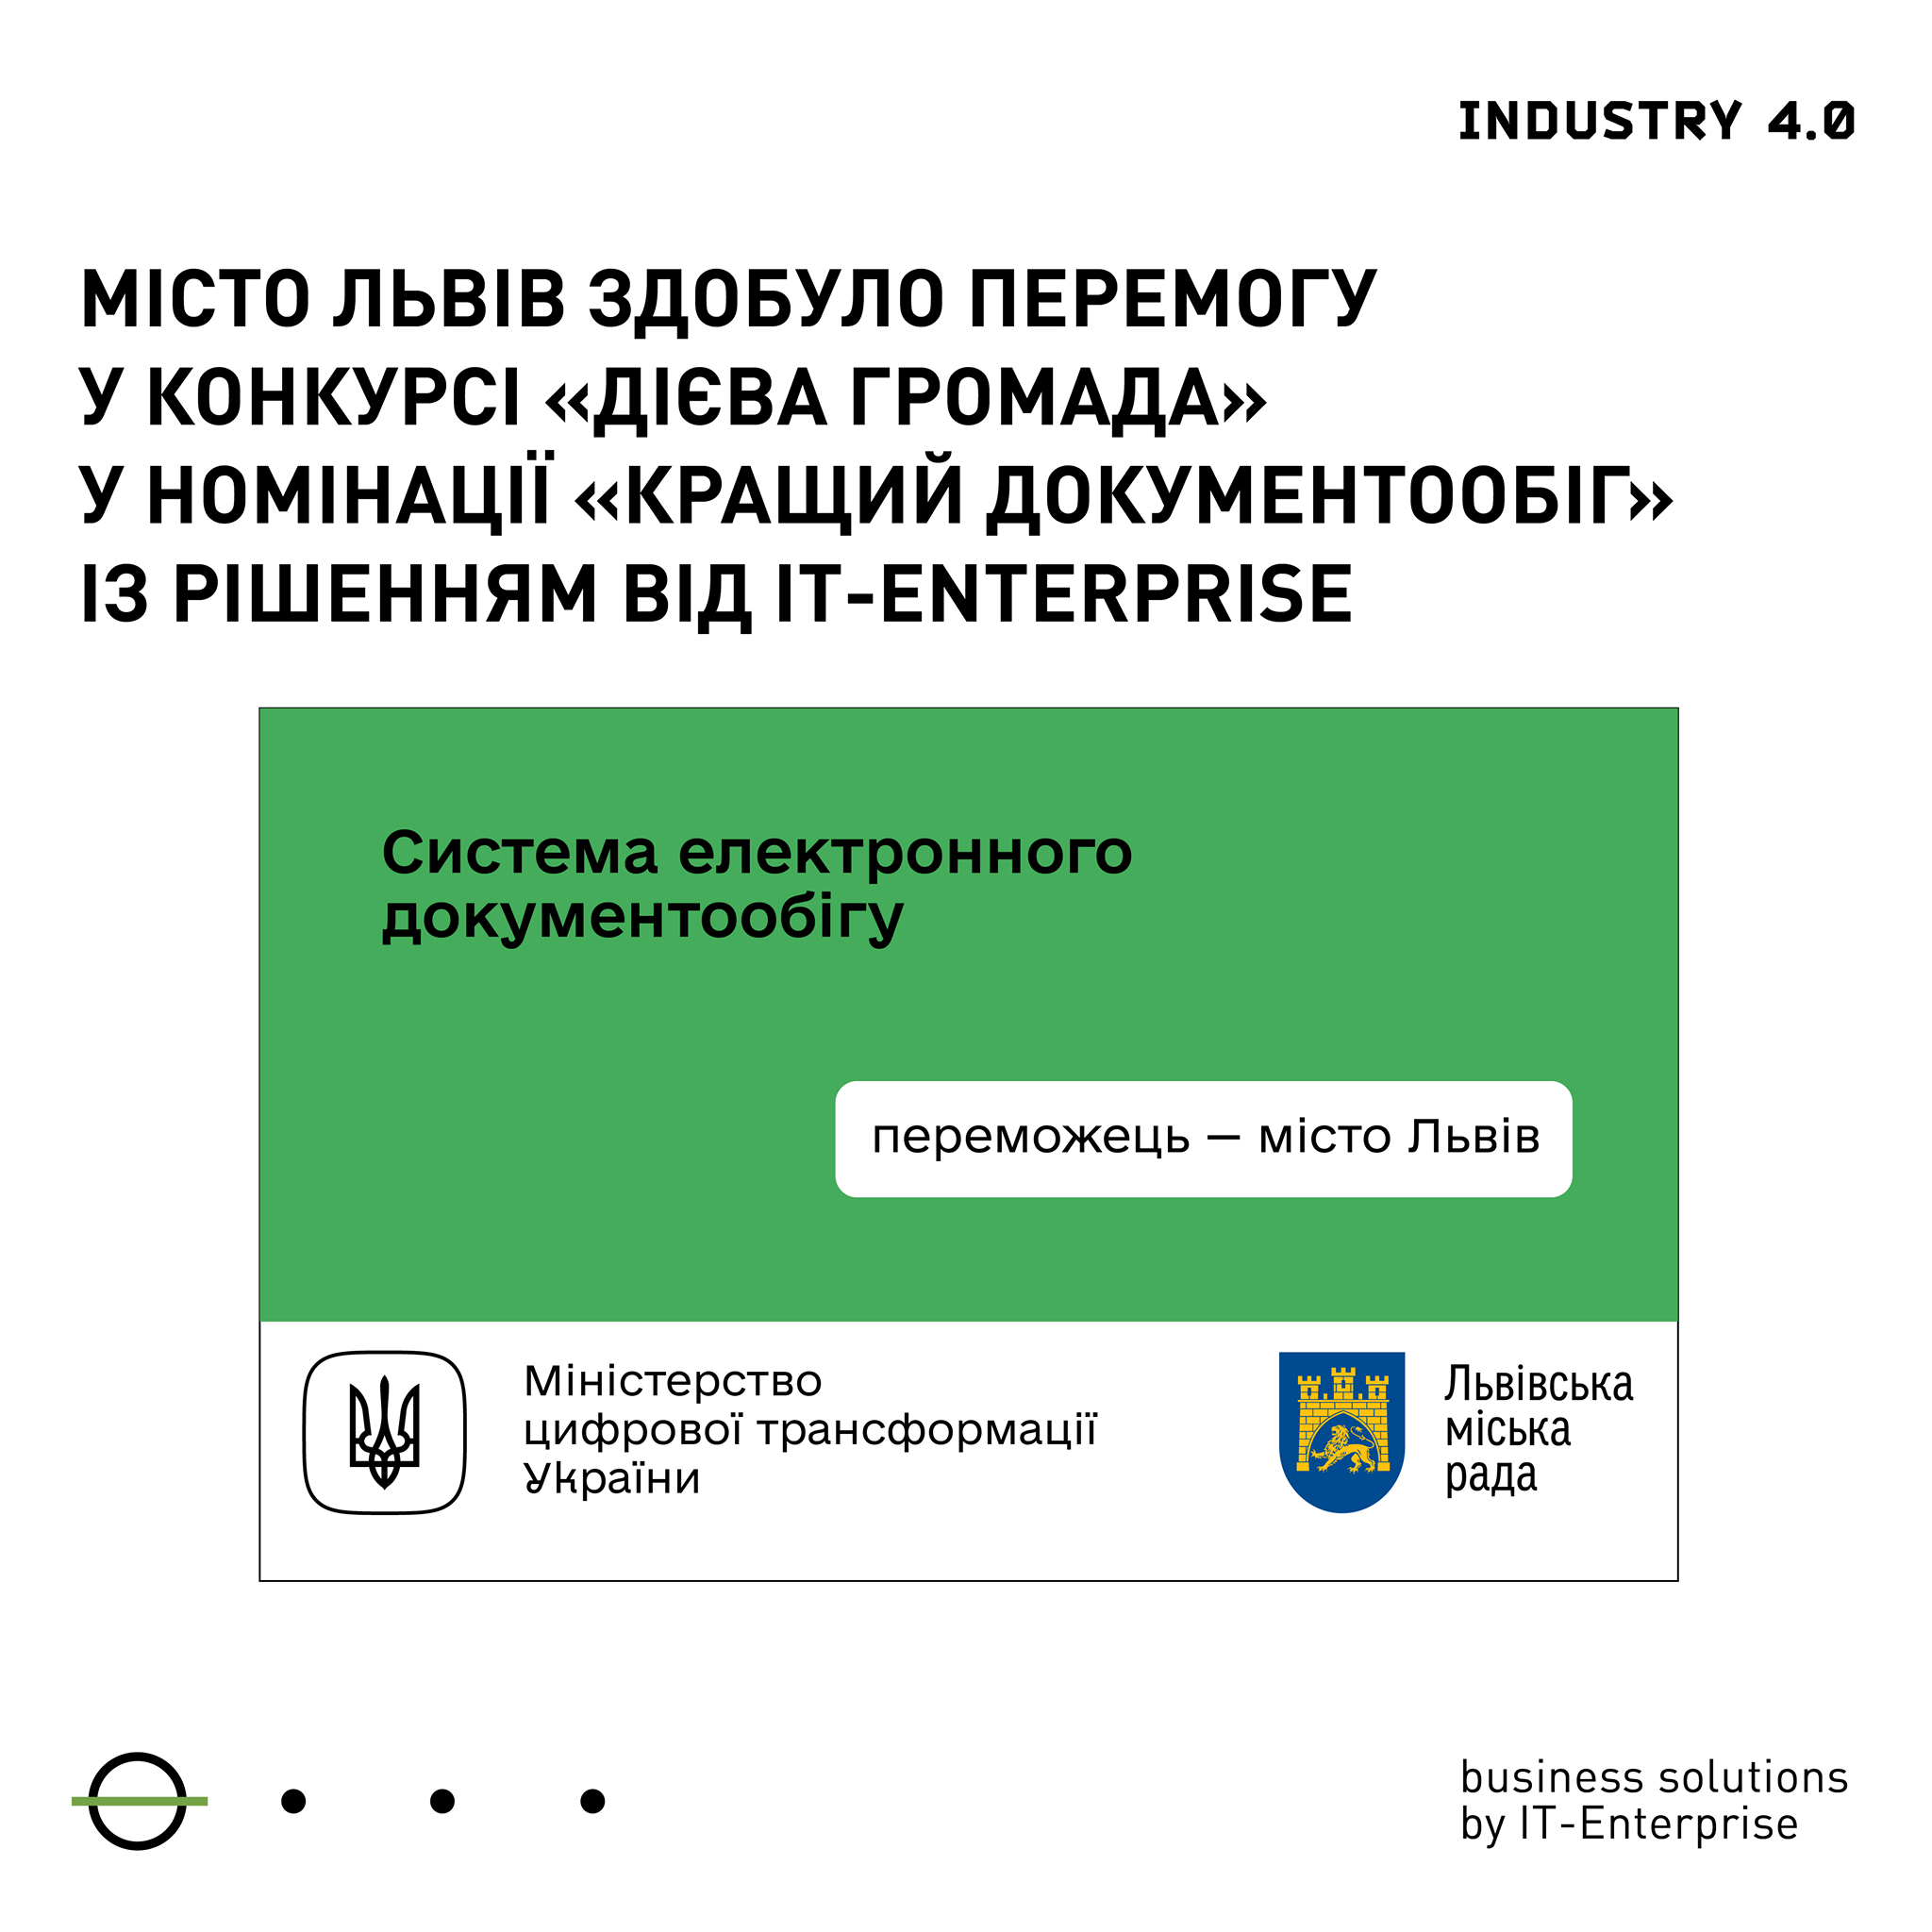 INDUSTRY 4.0
МІСТО ЛЬВІВ ЗДОБУЛО ПЕРЕМОГУ
У КОНКУРСІ «ДІЄВА ГРОМАДА»
У НОМІНАЦІЇ «КРАЩИЙ ДОКУМЕНТООБІГ»
ІЗ РІШЕННЯМ ВІД IT-ENTERPRISE
Система електронного
документообігу
переможець — місто Львів
Міністерство
цифрової трансформації
України
Львівська
міська
рада
business solutions
by IT-Enterprise